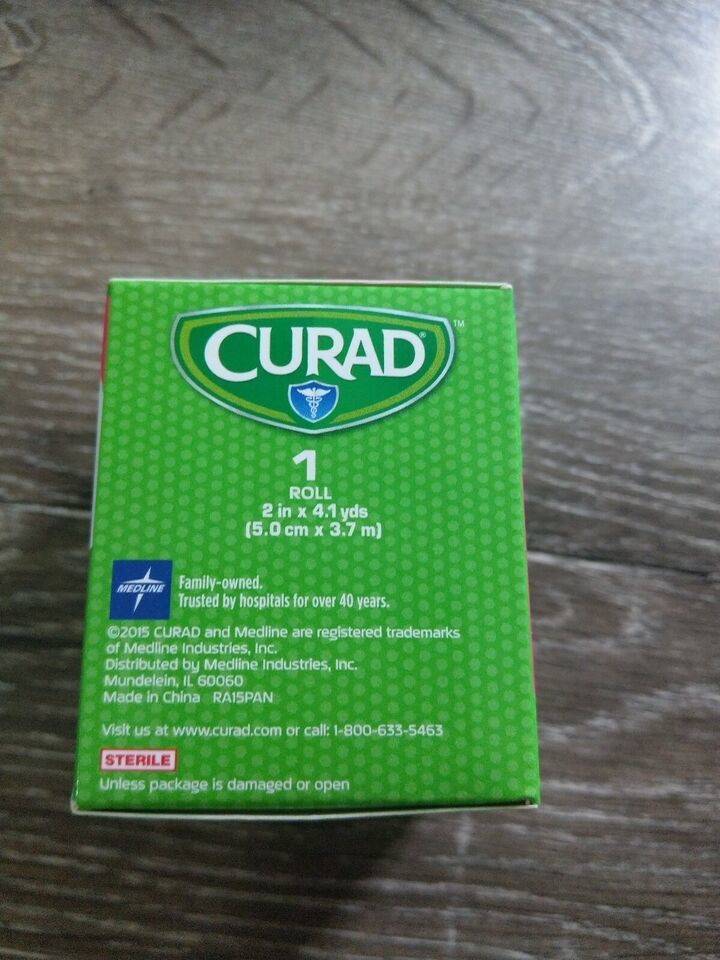 CURAD® ™
1
ROLL
2 in x 4.1 yds
(5.0 cm x 3.7 m)
MEDLINE
Family-owned.
Trusted by hospitals for over 40 years.
©2015 CURAD and Medline are registered trademarks
of Medline Industries, Inc.
Distributed by Medline Industries, Inc.
Mundelein, IL 60060
Made in China RA15PAN
Visit us at www.curad.com or call: 1-800-633-5463
STERILE
Unless package is damaged or open